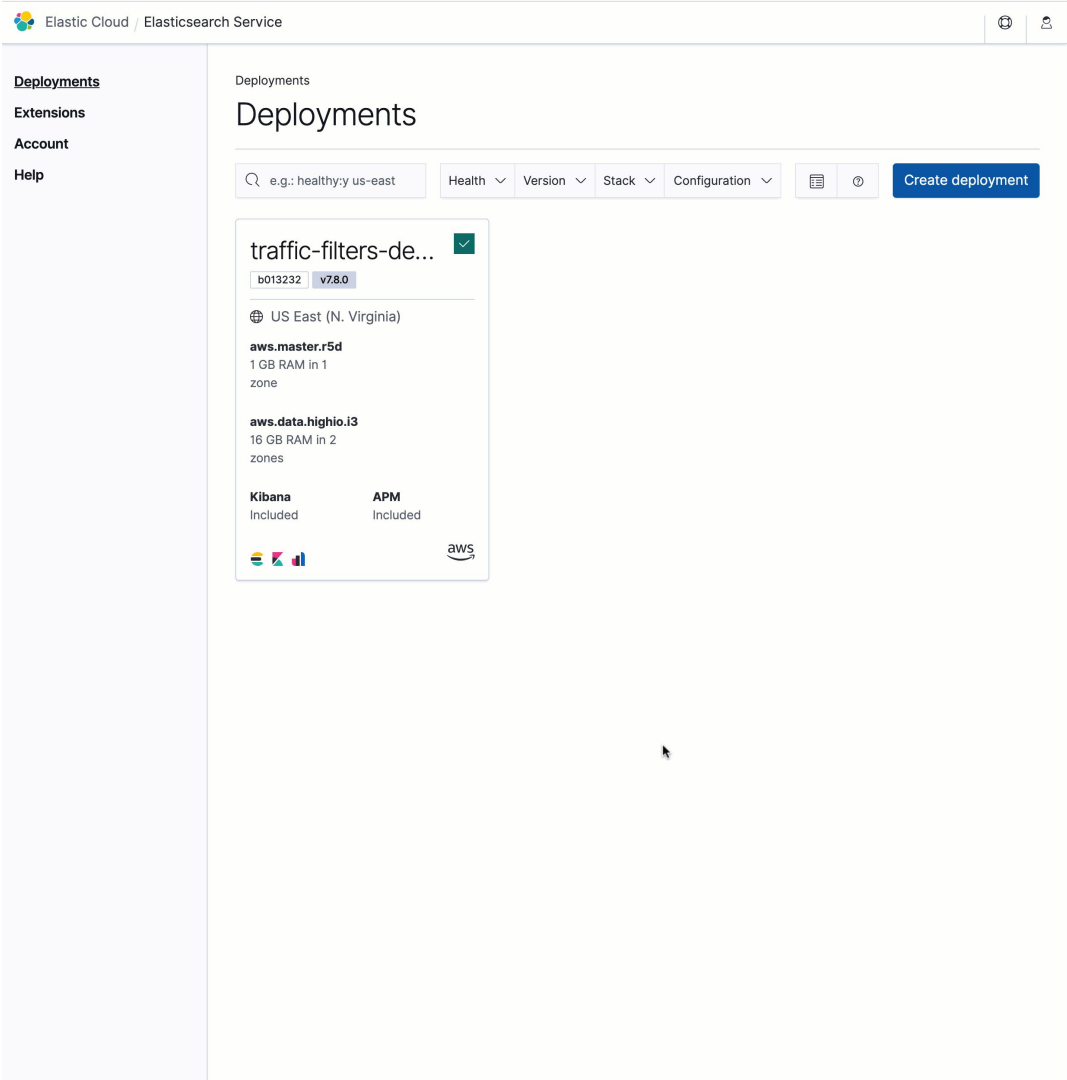 Elastic Cloud / Elasticsearch Service
Deployments
Extensions
Account
Help
Deployments
Deployments
e.g.: healthy:y us-east
Health
Version
Stack
Configuration
Create deployment
traffic-filters-de...
b013232
v7.8.0
US East (N. Virginia)
aws.master.r5d
1 GB RAM in 1
zone
aws.data.highio.i3
16 GB RAM in 2
zones
Kibana
Included
APM
Included
aws